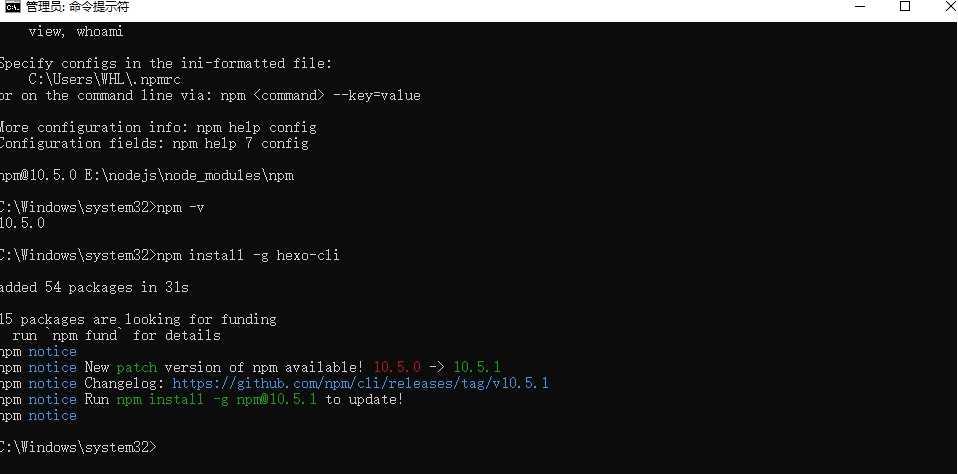 管理员: 命令提示符
view, whoami
Specify configs in the ini-formatted file:
C:\Users\WHL\.npmrc
or on the command line via: npm <command> --key=value
More configuration info: npm help config
Configuration fields: npm help 7 config
npm@10.5.0 E:\nodejs\node_modules\npm
C:\Windows\system32>npm -v
10.5.0
C:\Windows\system32>npm install -g hexo-cli
added 54 packages in 31s
15 packages are looking for funding
run `npm fund` for details
npm notice
npm notice New patch version of npm available! 10.5.0 -> 10.5.1
npm notice Changelog: https://github.com/npm/cli/releases/tag/v10.5.1
npm notice Run npm install -g npm@10.5.1 to update!
npm notice
C:\Windows\system32>